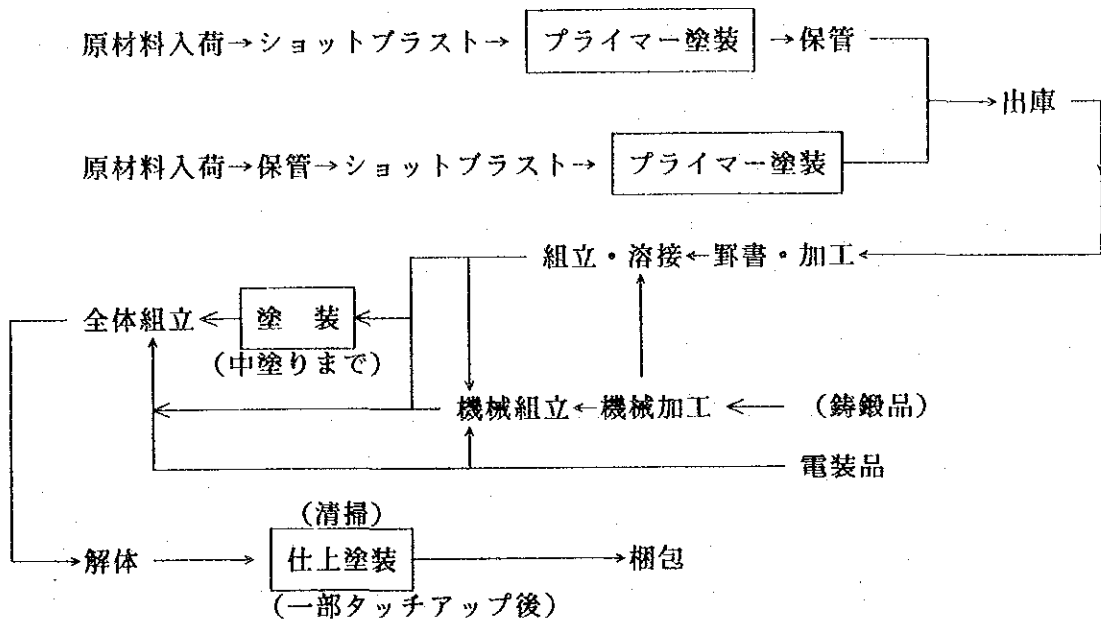 原材料入荷→ショットブラスト→ プライマー塗装 →保管
→出庫
原材料入荷→保管→ショットブラスト→ プライマー塗装
組立・溶接←罫書・加工←
全体組立← 塗 装 ←
(中塗りまで)
機械組立←機械加工 ← (鋳鍛品)
電装品
(清掃)
→解体 → 仕上塗装 →梱包
(一部タッチアップ後)